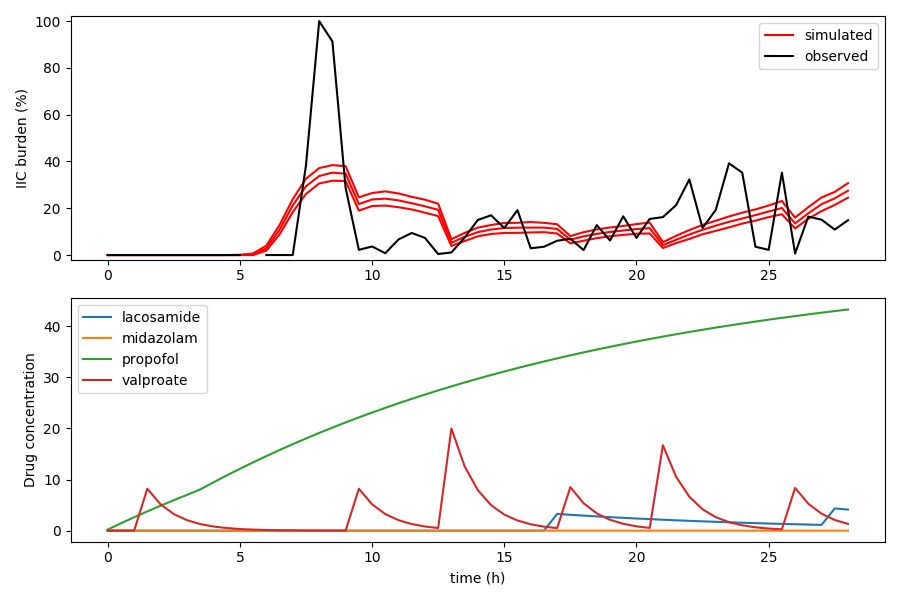 100
80
60
40
20
0
IIC burden (%)
simulated
observed
0 5 10 15 20 25
40
30
20
10
0
Drug concentration
lacosamide
midazolam
propofol
valproate
0 5 10 15 20 25
time (h)